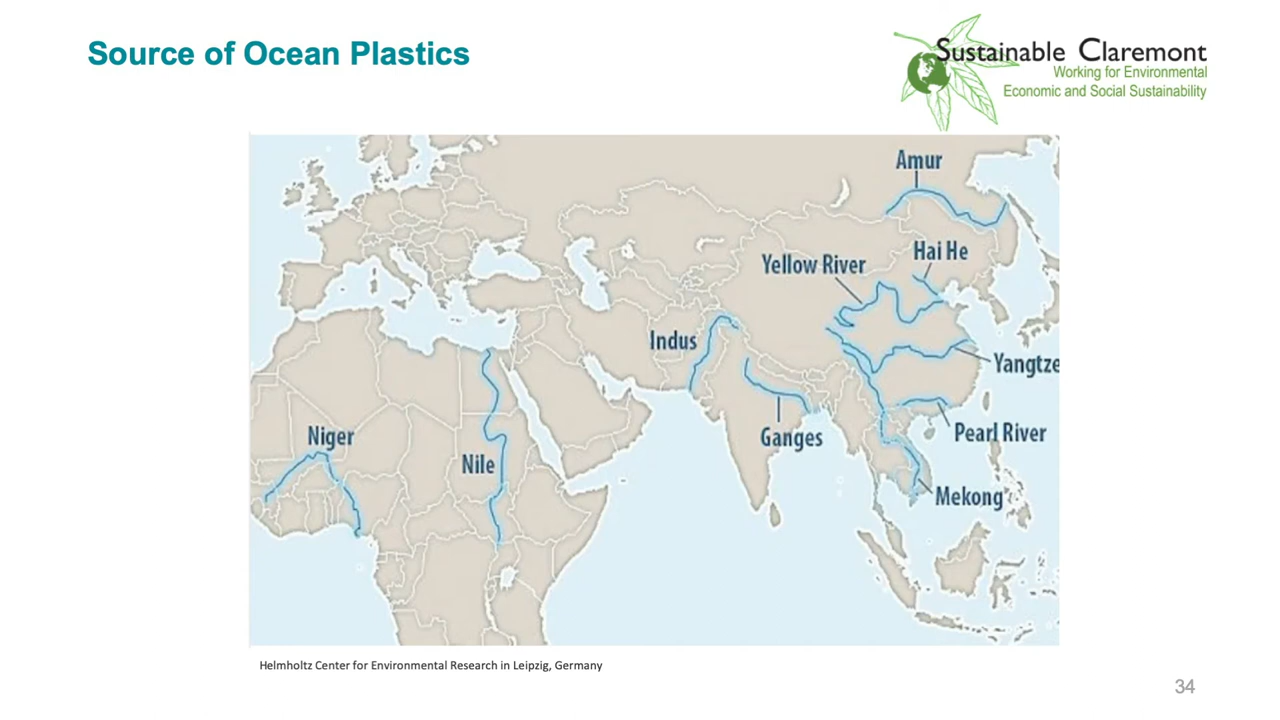 Source of Ocean Plastics
Sustainable Claremont
Working for Environmental
Economic and Social Sustainability
Amur
Hai He
Yellow River
Indus
Yangtze
Niger
Ganges
Pearl River
Nile
Mekong
Helmholtz Center for Environmental Research in Leipzig, Germany
34